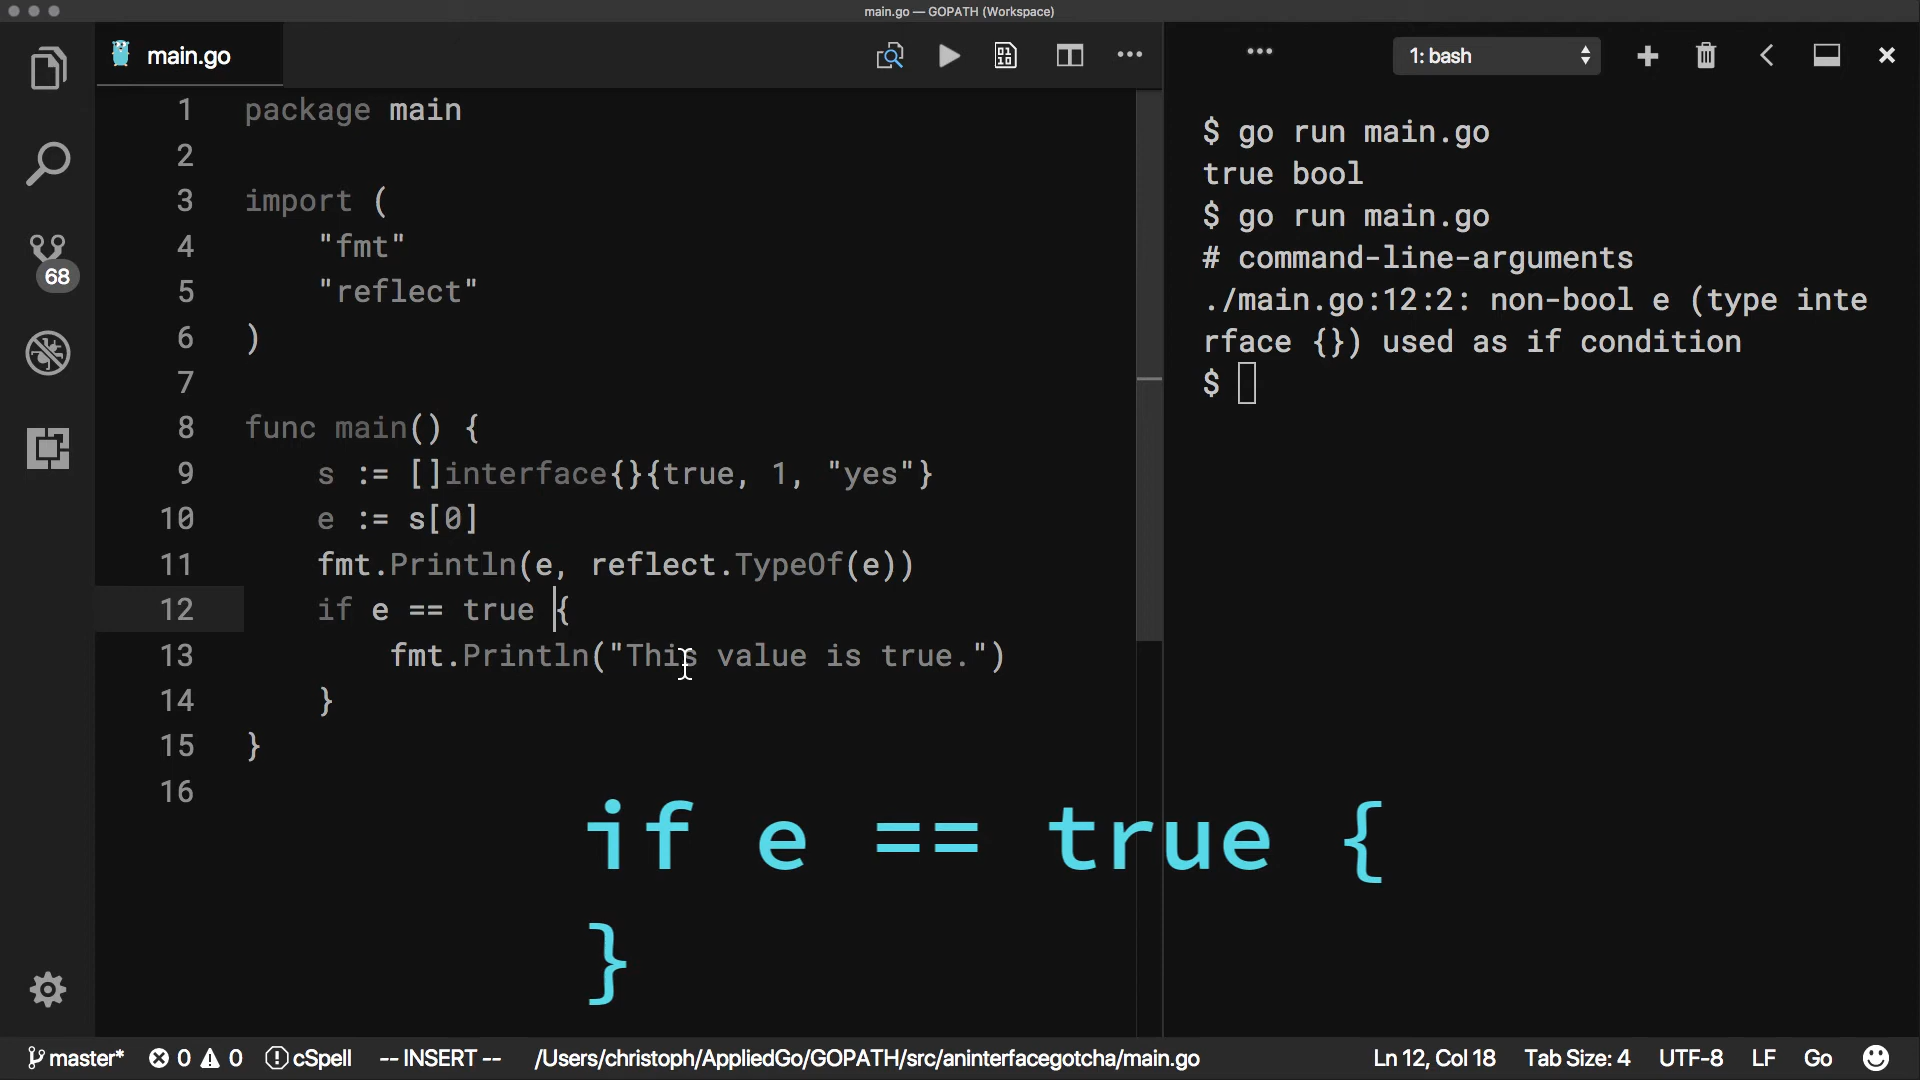 main.go — GOPATH (Workspace)
main.go
1: bash
1 package main
2
3 import (
4 "fmt"
5 "reflect"
6 )
7
8 func main() {
9 s := []interface{}{true, 1, "yes"}
10 e := s[0]
11 fmt.Println(e, reflect.TypeOf(e))
12 if e == true {
13 fmt.Println("This value is true.")
14 }
15 }
16
$ go run main.go
true bool
$ go run main.go
# command-line-arguments
./main.go:12:2: non-bool e (type inte
rface {}) used as if condition
$
68
if e == true {
}
master* 0 0 cSpell -- INSERT -- /Users/christoph/AppliedGo/GOPATH/src/aninterfacegotcha/main.go Ln 12, Col 18 Tab Size: 4 UTF-8 LF Go